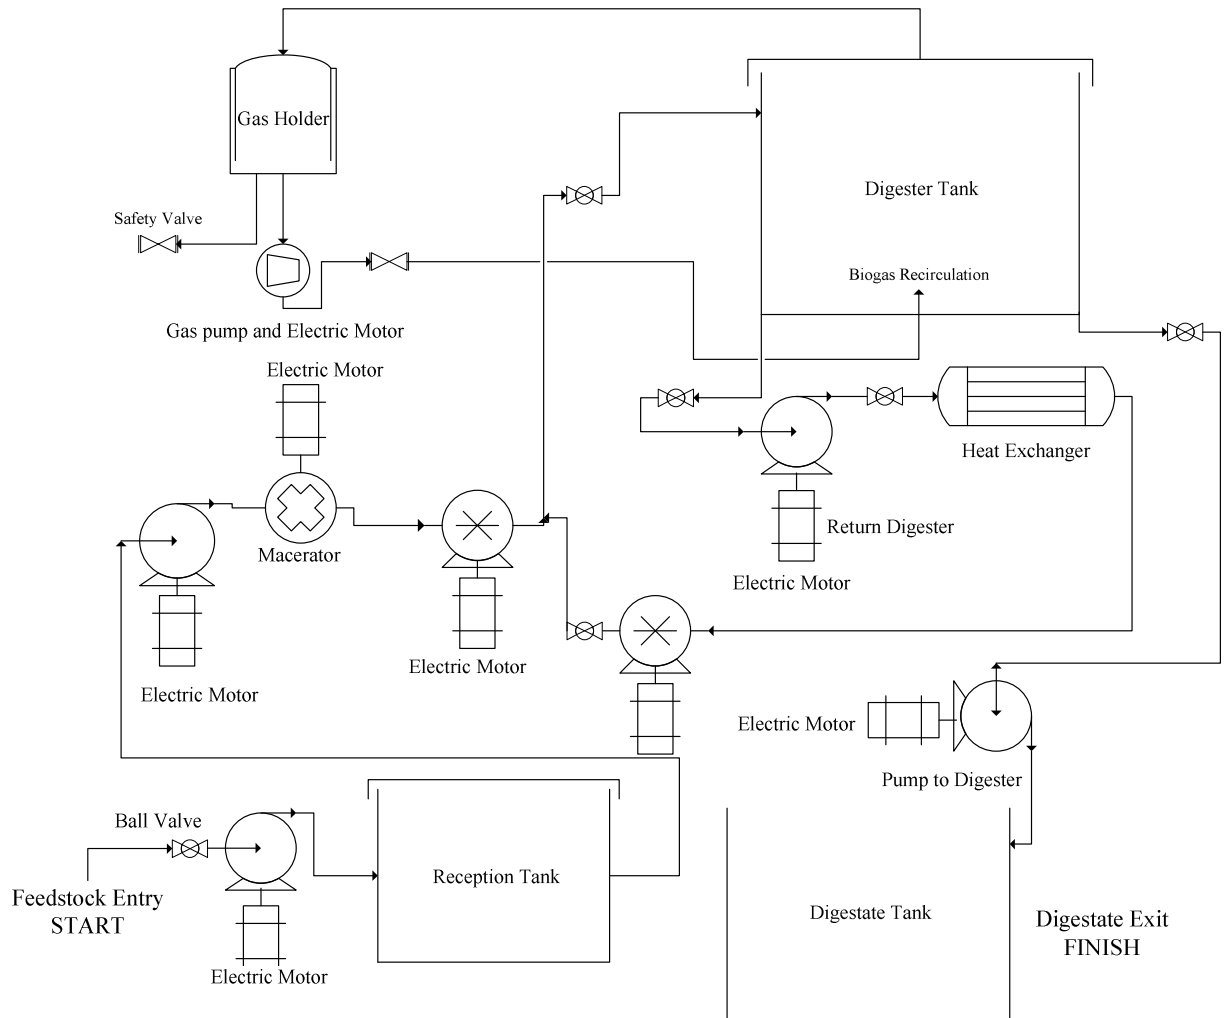 Gas Holder
Digester Tank
Safety Valve
Biogas Recirculation
Gas pump and Electric Motor
Electric Motor
Heat Exchanger
Return Digester
Macerator
Electric Motor
Electric Motor
Electric Motor
Electric Motor
Pump to Digester
Ball Valve
Reception Tank
Feedstock Entry
START
Digestate Tank
Digestate Exit
FINISH
Electric Motor